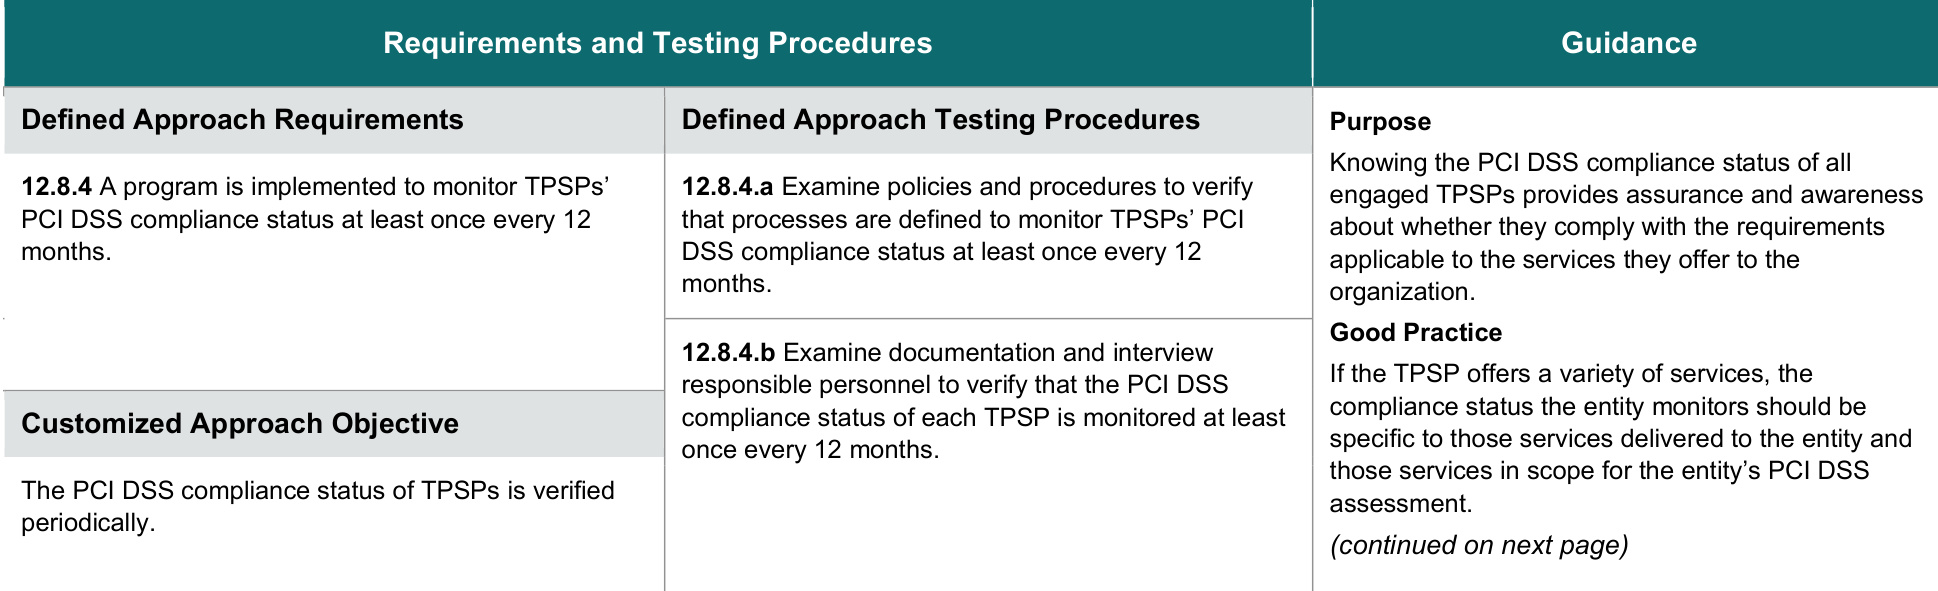 Requirements and Testing Procedures
Guidance
Defined Approach Requirements
12.8.4 A program is implemented to monitor TPSPs’
PCI DSS compliance status at least once every 12
months.
Customized Approach Objective
The PCI DSS compliance status of TPSPs is verified
periodically.
Defined Approach Testing Procedures
12.8.4.a Examine policies and procedures to verify
that processes are defined to monitor TPSPs’ PCI
DSS compliance status at least once every 12
months.
12.8.4.b Examine documentation and interview
responsible personnel to verify that the PCI DSS
compliance status of each TPSP is monitored at least
once every 12 months.
Purpose
Knowing the PCI DSS compliance status of all
engaged TPSPs provides assurance and awareness
about whether they comply with the requirements
applicable to the services they offer to the
organization.
Good Practice
If the TPSP offers a variety of services, the
compliance status the entity monitors should be
specific to those services delivered to the entity and
those services in scope for the entity’s PCI DSS
assessment.
(continued on next page)